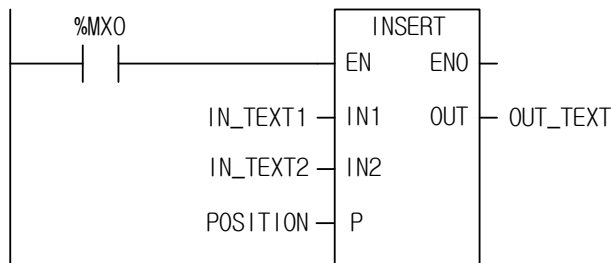 %MX0
INSERT
EN ENO
IN_TEXT1 IN1 OUT OUT_TEXT
IN_TEXT2 IN2
POSITION P